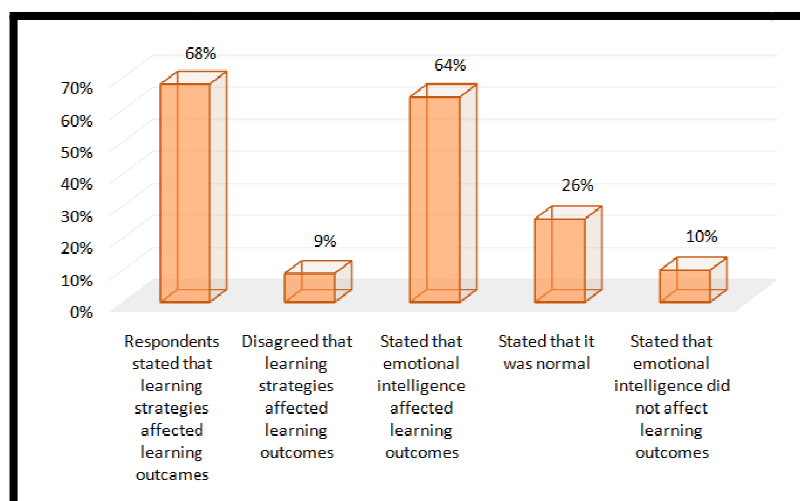 68%
64%
26%
9%
10%
70%
60%
50%
40%
30%
20%
10%
0%
Respondents
stated that
learning
strategies
affected
learning
outcames
Disagreed that
learning
strategies
affected
learning
outcomes
Stated that
emotional
intelligence
affected
learning
outcomes
Stated that it
was normal
Stated that
emotional
intelligence did
not affect
learning
outcomes